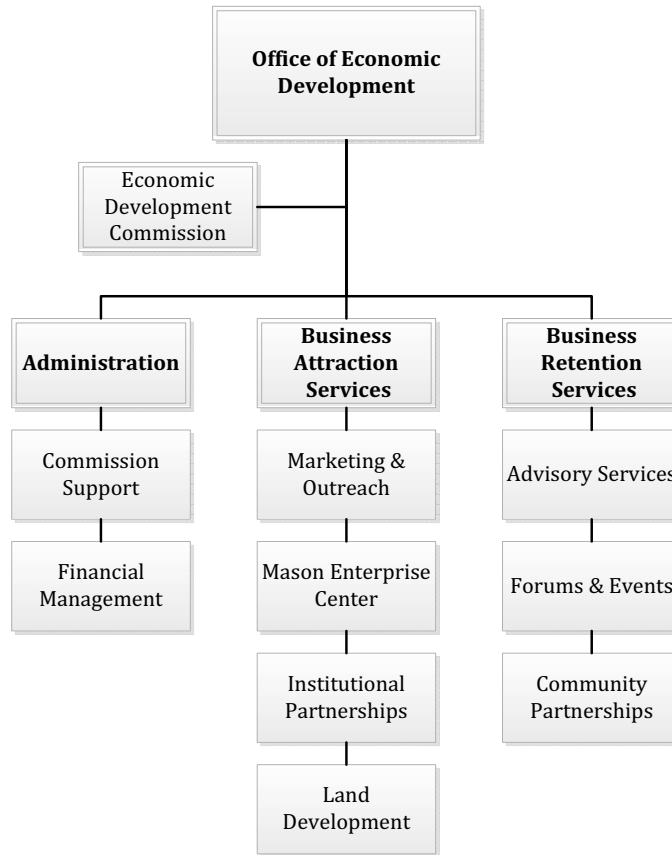 Office of Economic
Development
Economic
Development
Commission
Administration
Commission
Support
Financial
Management
Business
Attraction
Services
Marketing &
Outreach
Mason Enterprise
Center
Institutional
Partnerships
Land
Development
Business
Retention
Services
Advisory Services
Forums & Events
Community
Partnerships